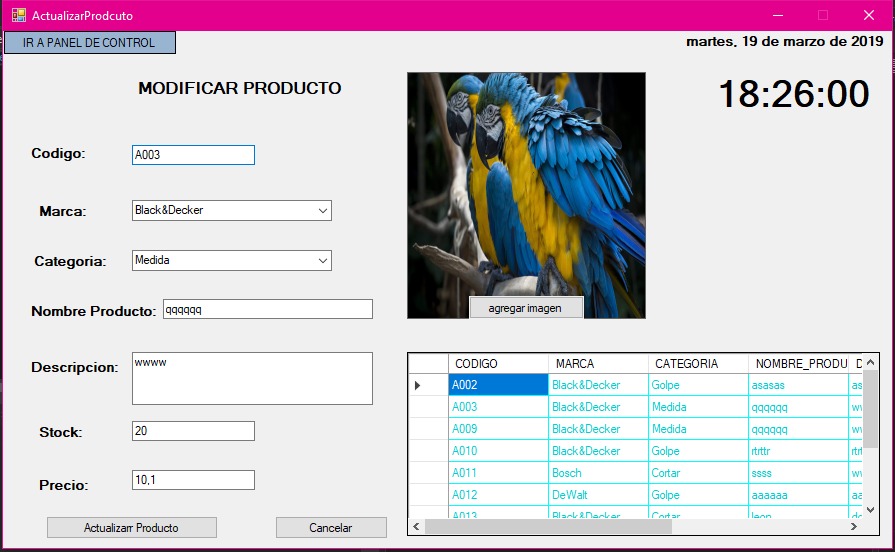 ActualizarProdcuto
IR A PANEL DE CONTROL
martes, 19 de marzo de 2019
18:26:00
MODIFICAR PRODUCTO
Codigo: A003
Marca: Black&Decker
Categoria: Medida
Nombre Producto: qqqqqq
Descripcion: wwww
Stock: 20
Precio: 10,1
Actualizarr Producto
Cancelar
agregar imagen
CODIGO MARCA CATEGORIA NOMBRE_PRODU D
A002 Black&Decker Golpe asasas as
A003 Black&Decker Medida qqqqqq w
A009 Black&Decker Medida qqqqqq w
A010 Black&Decker Golpe rtrttr rtrt
A011 Bosch Cortar ssss w
A012 DeWalt Golpe aaaaaa aa
A013 Black&Decker Cortar leon do